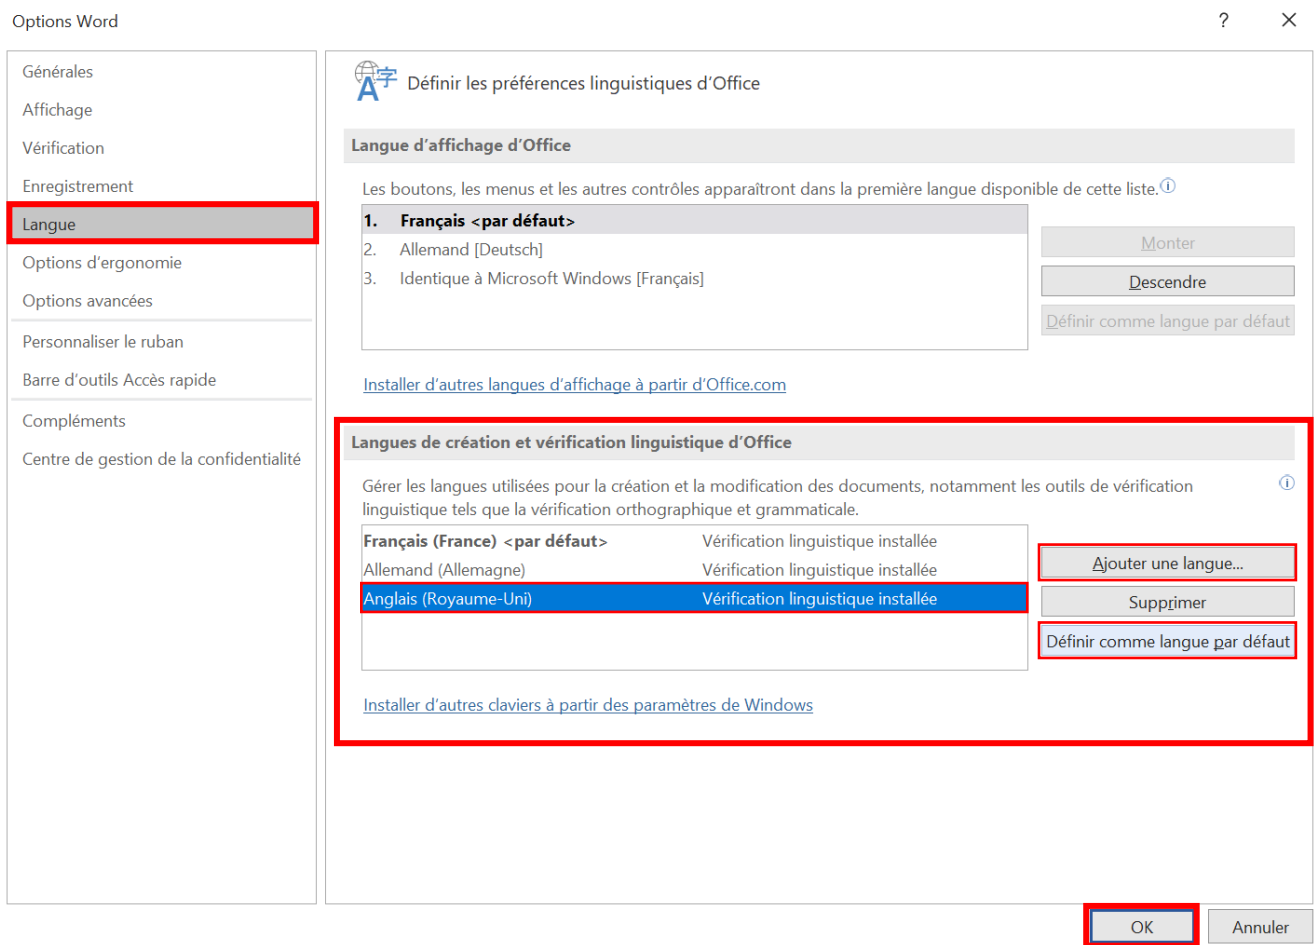 Options Word
?
Générales
Affichage
Vérification
Enregistrement
Langue
Options d'ergonomie
Options avancées
Personnaliser le ruban
Barre d'outils Accès rapide
Compléments
Centre de gestion de la confidentialité
A字 Définir les préférences linguistiques d'Office
Langue d'affichage d'Office
Les boutons, les menus et les autres contrôles apparaîtront dans la première langue disponible de cette liste.
1. Français <par défaut>
2. Allemand [Deutsch]
3. Identique à Microsoft Windows [Français]
Monter
Descendre
Définir comme langue par défaut
Installer d'autres langues d'affichage à partir d'Office.com
Langues de création et vérification linguistique d'Office
Gérer les langues utilisées pour la création et la modification des documents, notamment les outils de vérification
linguistique tels que la vérification orthographique et grammaticale.
Français (France) <par défaut> Vérification linguistique installée
Allemand (Allemagne) Vérification linguistique installée
Anglais (Royaume-Uni) Vérification linguistique installée
Ajouter une langue...
Supprimer
Définir comme langue par défaut
Installer d'autres claviers à partir des paramètres de Windows
OK
Annuler